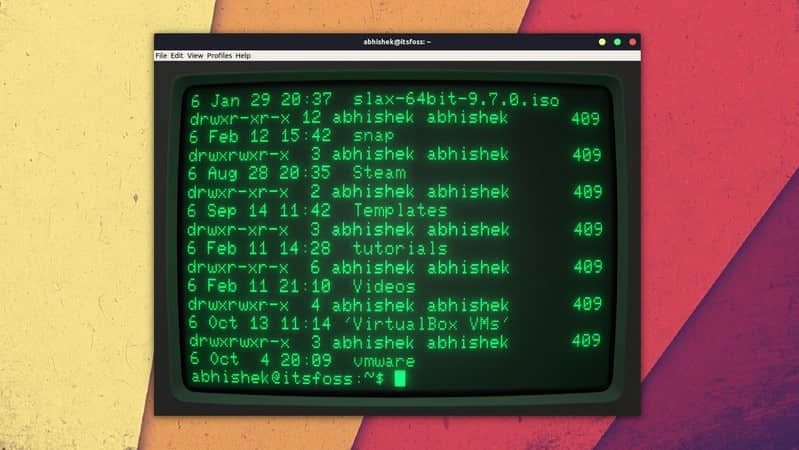 abhishek@itsfoss: ~
File Edit View Profiles Help
6 Jan 29 20:37  slax-64bit-9.7.0.iso
drwxr-xr-x 12 abhishek abhishek      409
6 Feb 12 15:42  snap
drwxrwxr-x  3 abhishek abhishek      409
6 Aug 28 20:35  Steam
drwxr-xr-x  2 abhishek abhishek      409
6 Sep 14 11:42  Templates
drwxrwxr-x  3 abhishek abhishek      409
6 Feb 11 14:28  tutorials
drwxr-xr-x  6 abhishek abhishek      409
6 Feb 11 21:10  Videos
drwxrwxr-x  4 abhishek abhishek      409
6 Oct 13 11:14 'VirtualBox VMs'
drwxrwxr-x  3 abhishek abhishek      409
6 Oct  4 20:09  vmware
abhishek@itsfoss:~$